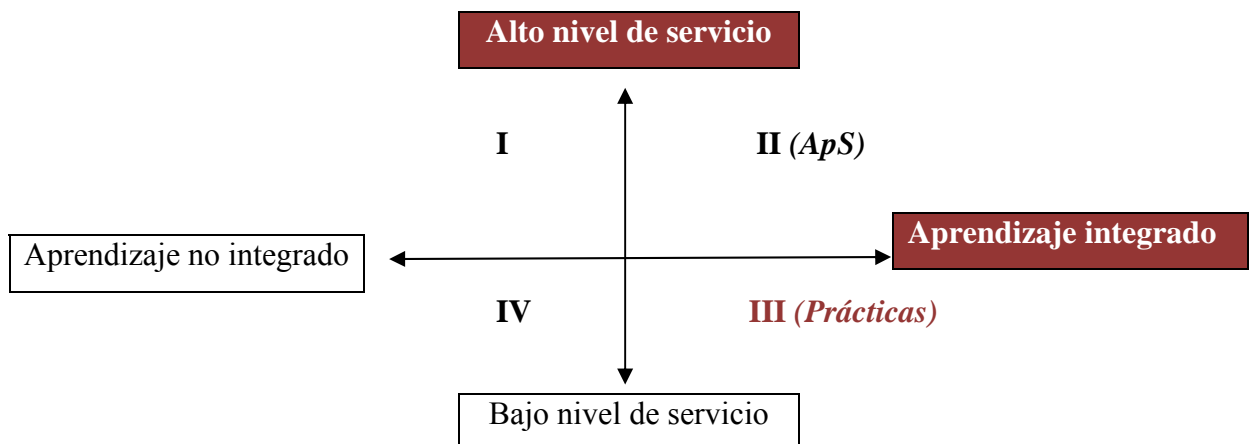 Alto nivel de servicio
I
II (ApS)
Aprendizaje integrado
Aprendizaje no integrado
IV
III (Prácticas)
Bajo nivel de servicio